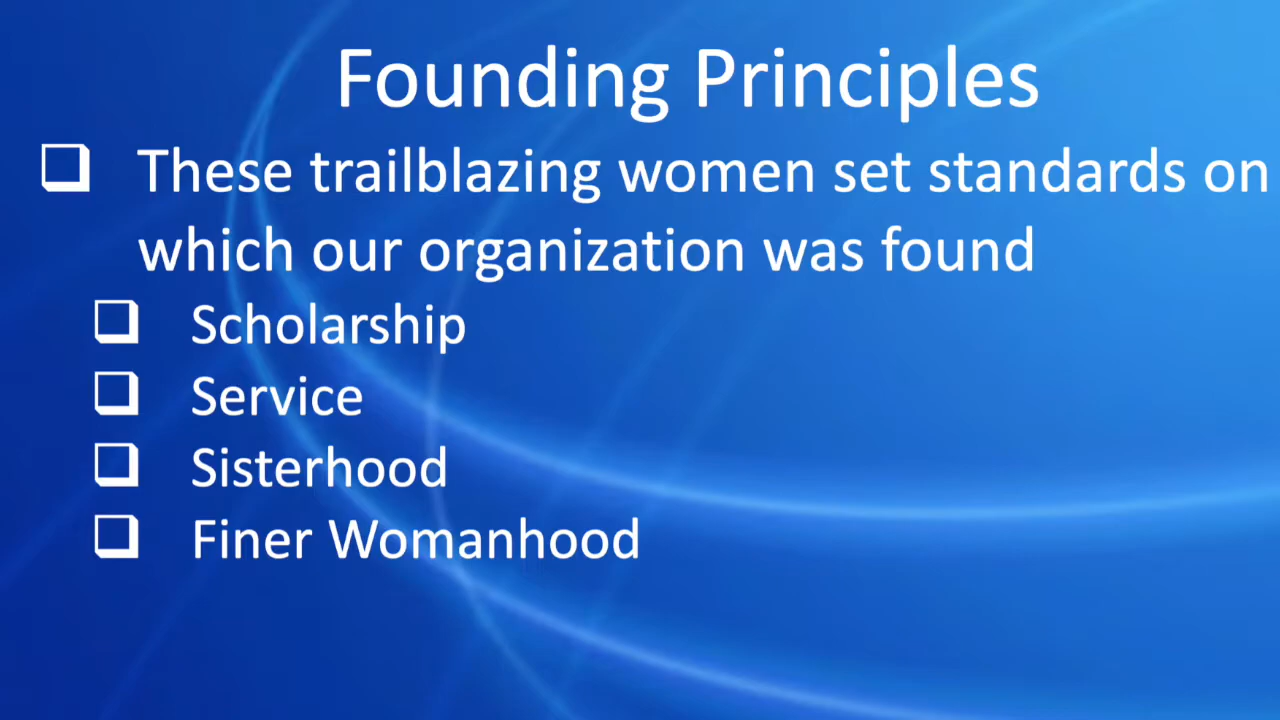 Founding Principles
❑ These trailblazing women set standards on
which our organization was found
❑ Scholarship
❑ Service
❑ Sisterhood
❑ Finer Womanhood